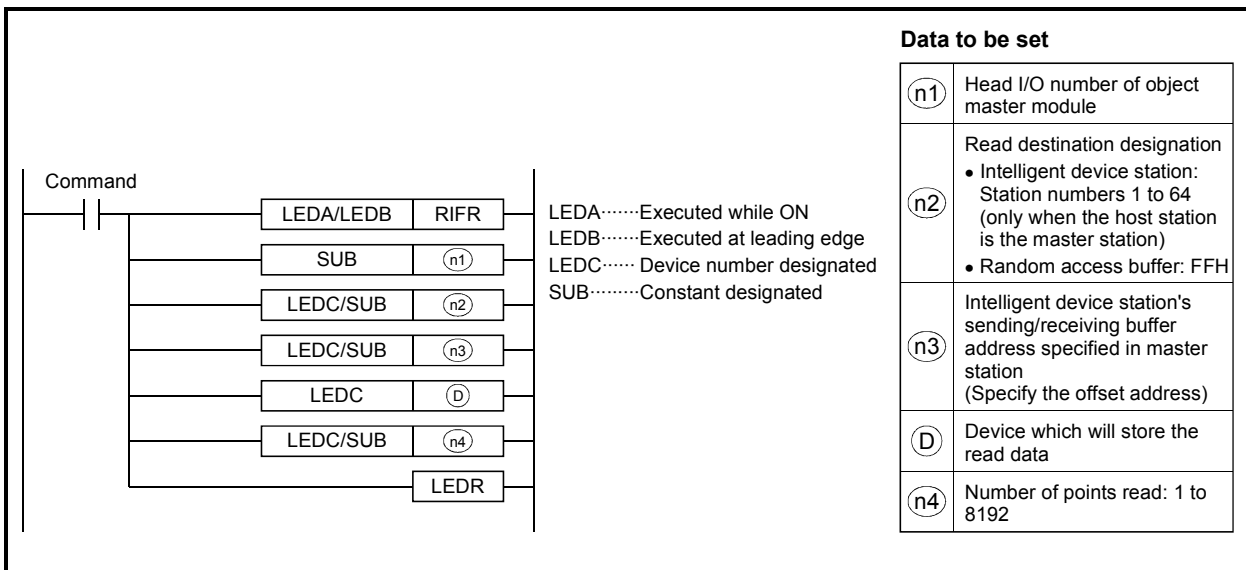 Command
LEDA/LEDB RIFR
SUB n1
LEDC/SUB n2
LEDC/SUB n3
LEDC D
LEDC/SUB n4
LEDR
LEDA·······Executed while ON
LEDB·······Executed at leading edge
LEDC······ Device number designated
SUB·········Constant designated
Data to be set
n1 Head I/O number of object
master module
n2 Read destination designation
• Intelligent device station:
Station numbers 1 to 64
(only when the host station
is the master station)
• Random access buffer: FFH
n3 Intelligent device station's
sending/receiving buffer
address specified in master
station
(Specify the offset address)
D Device which will store the
read data
n4 Number of points read: 1 to
8192